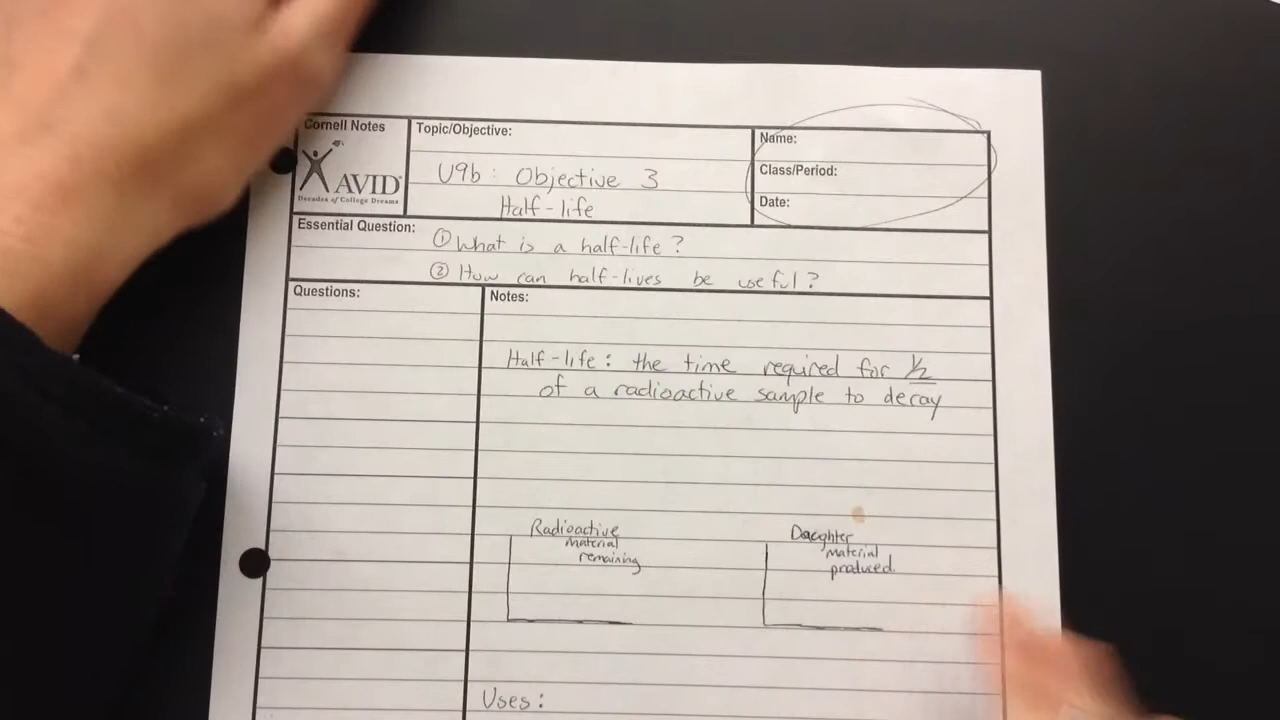 Cornell Notes
AVID
Decades of College Dreams
Topic/Objective:
U9b: Objective 3
Half-life
Name:
Class/Period:
Date:
Essential Question:
① What is a half-life?
② How can half-lives be useful?
Questions:
Notes:
Half-life: the time required for 1/2
of a radioactive sample to decay
Radioactive
material
remaining
Daughter
material
produced
Uses: